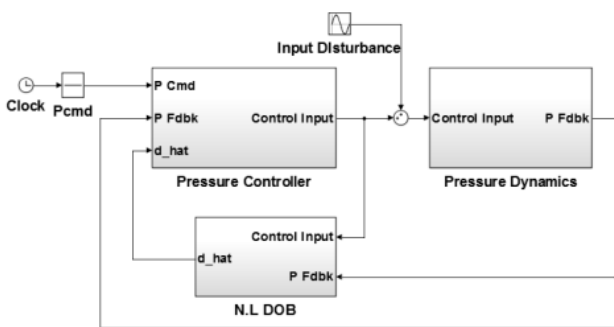 Input DIsturbance
Clock
Pcmd
P Cmd
P Fdbk
d_hat
Control Input
Pressure Controller
Control Input
P Fdbk
Pressure Dynamics
Control Input
d_hat
P Fdbk
N.L DOB